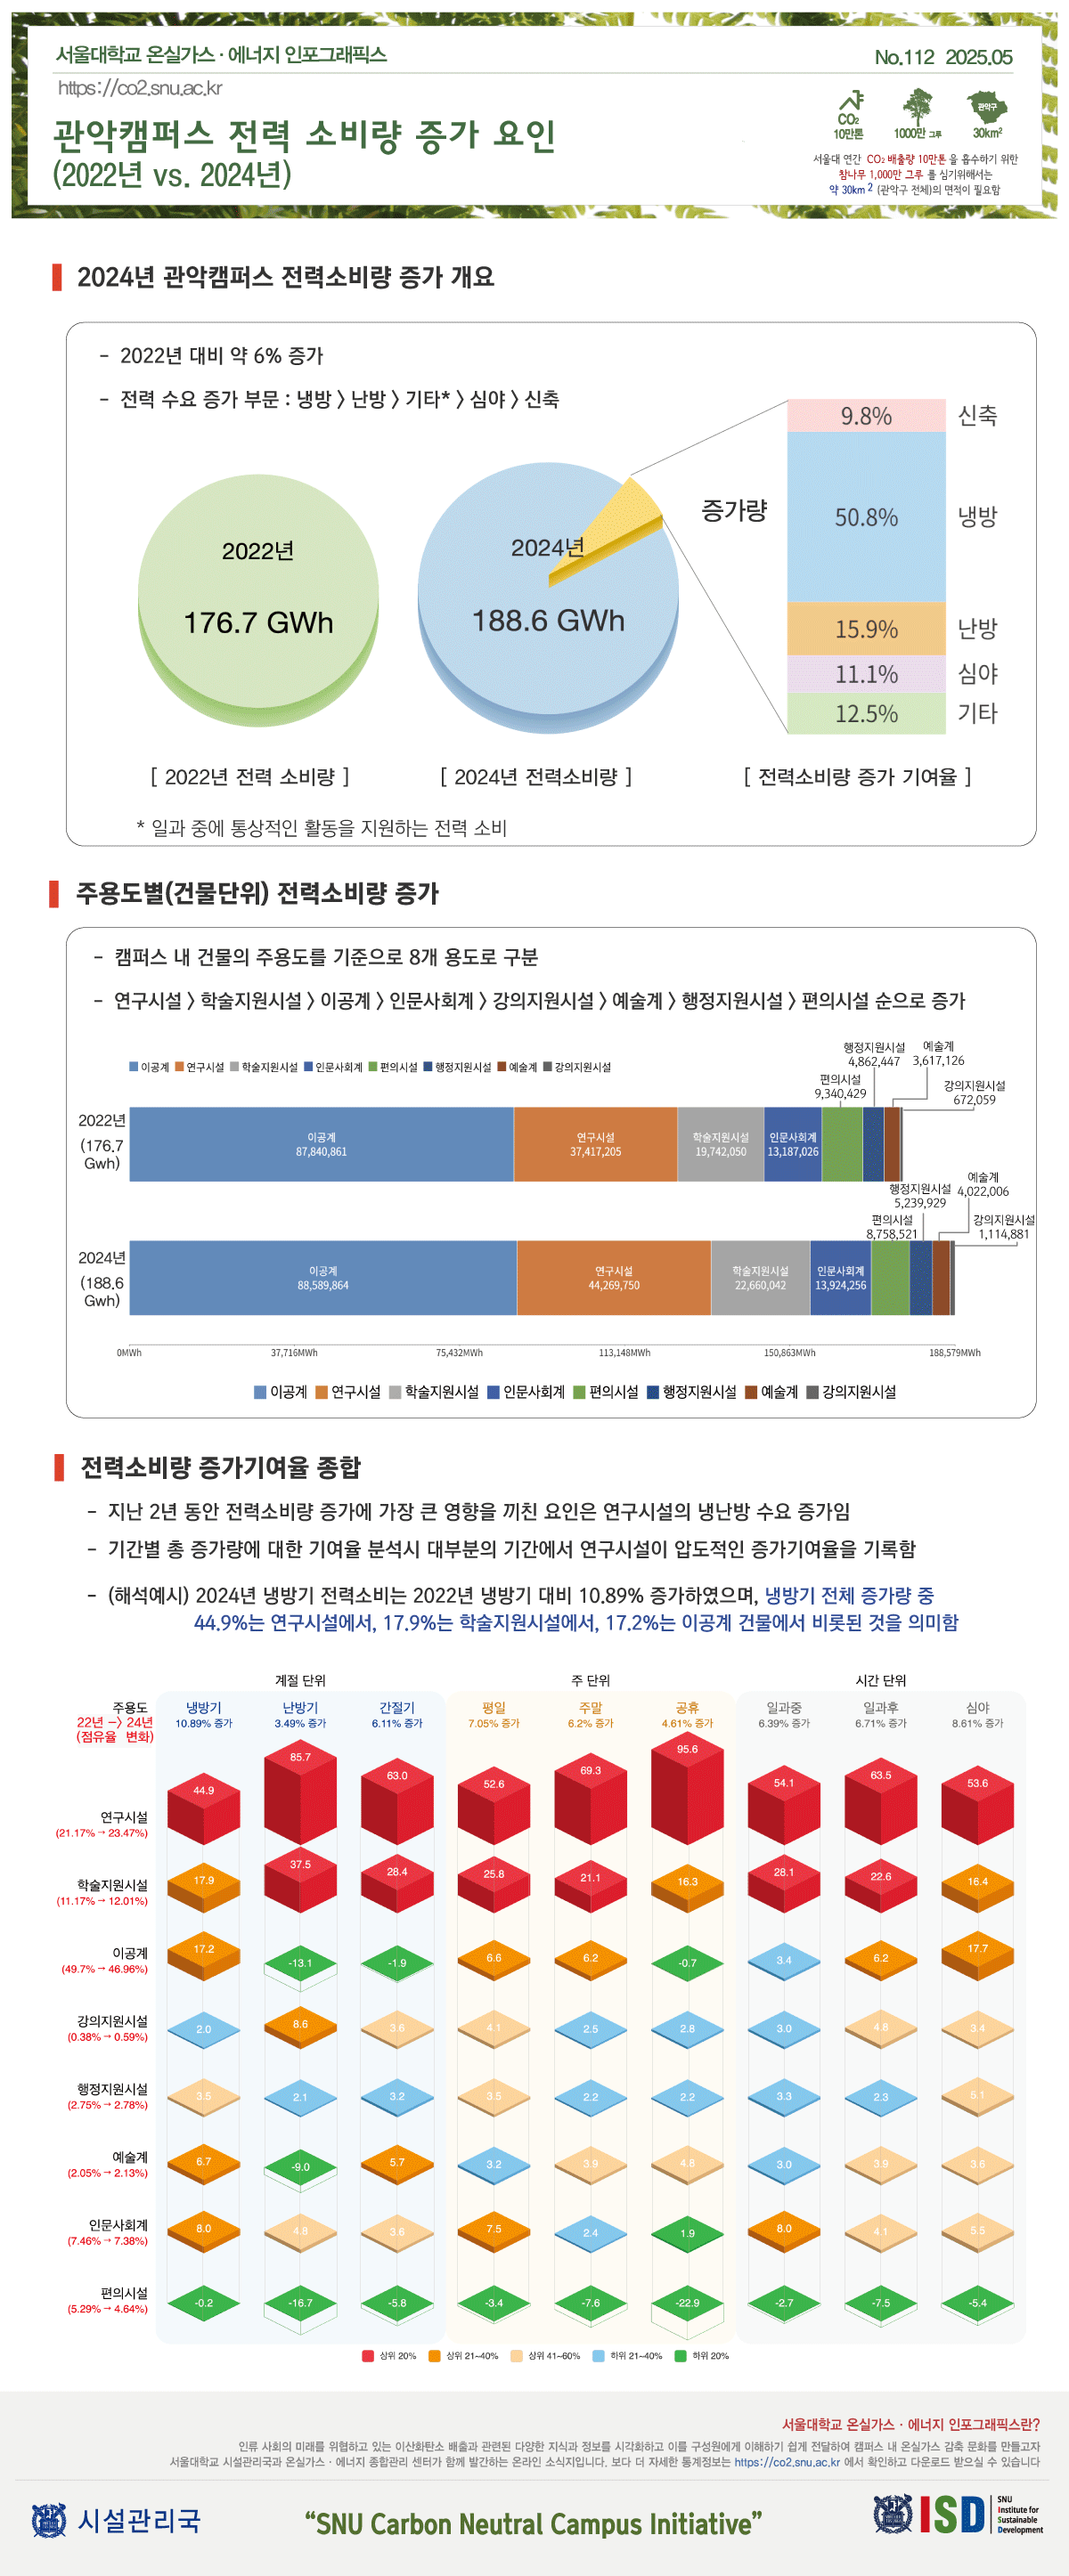 서울대학교 온실가스 · 에너지 인포그래픽스
No.112 2025.05
https://co2.snu.ac.kr
관악캠퍼스 전력 소비량 증가 요인
(2022년 vs. 2024년)
CO₂
10만톤
1000만 그루
관악구
30km²
서울대 연간 CO₂ 배출량 10만톤 을 흡수하기 위한
참나무 1,000만 그루 를 심기위해서는
약 30km² (관악구 전체)의 면적이 필요함
2024년 관악캠퍼스 전력소비량 증가 개요
- 2022년 대비 약 6% 증가
- 전력 수요 증가 부문 : 냉방 > 난방 > 기타* > 심야 > 신축
2022년
176.7 GWh
2024년
188.6 GWh
증가량
9.8% 신축
50.8% 냉방
15.9% 난방
11.1% 심야
12.5% 기타
[ 2022년 전력 소비량 ]
[ 2024년 전력소비량 ]
[ 전력소비량 증가 기여율 ]
* 일과 중에 통상적인 활동을 지원하는 전력 소비
주용도별(건물단위) 전력소비량 증가
- 캠퍼스 내 건물의 주용도를 기준으로 8개 용도로 구분
- 연구시설 > 학술지원시설 > 이공계 > 인문사회계 > 강의지원시설 > 예술계 > 행정지원시설 > 편의시설 순으로 증가
이공계 연구시설 학술지원시설 인문사회계 편의시설 행정지원시설 예술계 강의지원시설
편의시설
9,340,429
행정지원시설
4,862,447
예술계
3,617,126
강의지원시설
672,059
2022년
(176.7
Gwh)
이공계
87,840,861
연구시설
37,417,205
학술지원시설
19,742,050
인문사회계
13,187,026
편의시설
8,758,521
행정지원시설
5,239,929
예술계
4,022,006
강의지원시설
1,114,881
2024년
(188.6
Gwh)
이공계
88,589,864
연구시설
44,269,750
학술지원시설
22,660,042
인문사회계
13,924,256
0MWh 37,716MWh 75,432MWh 113,148MWh 150,863MWh 188,579MWh
이공계 연구시설 학술지원시설 인문사회계 편의시설 행정지원시설 예술계 강의지원시설
전력소비량 증가기여율 종합
- 지난 2년 동안 전력소비량 증가에 가장 큰 영향을 끼친 요인은 연구시설의 냉난방 수요 증가임
- 기간별 총 증가량에 대한 기여율 분석시 대부분의 기간에서 연구시설이 압도적인 증가기여율을 기록함
- (해석예시) 2024년 냉방기 전력소비는 2022년 냉방기 대비 10.89% 증가하였으며, 냉방기 전체 증가량 중
44.9%는 연구시설에서, 17.9%는 학술지원시설에서, 17.2%는 이공계 건물에서 비롯된 것을 의미함
계절 단위 주 단위 시간 단위
주용도 냉방기 난방기 간절기 평일 주말 공휴 일과중 일과후 심야
22년 -> 24년 10.89% 증가 3.49% 증가 6.11% 증가 7.05% 증가 6.2% 증가 4.61% 증가 6.39% 증가 6.71% 증가 8.61% 증가
(점유율 변화)
연구시설 44.9 85.7 63.0 52.6 69.3 95.6 54.1 63.5 53.6
(21.17% → 23.47%)
학술지원시설 17.9 37.5 28.4 25.8 21.1 16.3 28.1 22.6 16.4
(11.17% → 12.01%)
이공계 17.2 -13.1 -1.9 6.6 6.2 -0.7 3.4 6.2 17.7
(49.7% → 46.96%)
강의지원시설 2.0 8.6 3.6 4.1 2.5 2.8 3.0 4.8 3.4
(0.38% → 0.59%)
행정지원시설 3.5 2.1 3.2 3.5 2.2 2.2 3.3 2.3 5.1
(2.75% → 2.78%)
예술계 6.7 -9.0 5.7 3.2 3.9 4.8 3.0 3.9 3.6
(2.05% → 2.13%)
인문사회계 8.0 4.8 3.6 7.5 2.4 1.9 8.0 4.1 5.5
(7.46% → 7.38%)
편의시설 -0.2 -16.7 -5.8 -3.4 -7.6 -22.9 -2.7 -7.5 -5.4
(5.29% → 4.64%)
상위 20% 상위 21~40% 상위 41~60% 하위 21~40% 하위 20%
서울대학교 온실가스 · 에너지 인포그래픽스란?
인류 사회의 미래를 위협하고 있는 이산화탄소 배출과 관련된 다양한 지식과 정보를 시각화하고 이를 구성원에게 이해하기 쉽게 전달하여 캠퍼스 내 온실가스 감축 문화를 만들고자
서울대학교 시설관리국과 온실가스 · 에너지 종합관리 센터가 함께 발간하는 온라인 소식지입니다. 보다 더 자세한 통계정보는 https://co2.snu.ac.kr 에서 확인하고 다운로드 받으실 수 있습니다
시설관리국
“SNU Carbon Neutral Campus Initiative”
ISD
SNU
Institute for
Sustainable
Development